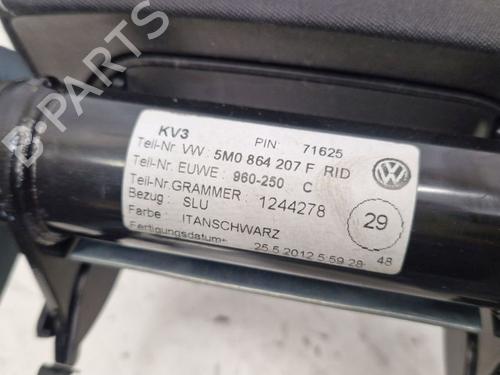 KV3 PIN 71625
Teil-Nr. VW: 5M0 864 207 F RID
Teil-Nr. EUWE: 960-250 C
Teil-Nr. GRAMMER: 1244278
Bezug: SLU
Farbe: ITANSCHWARZ
Fertigungsdatum: 25.5.2012 5:59:28 48
29
VW
B-PARTS